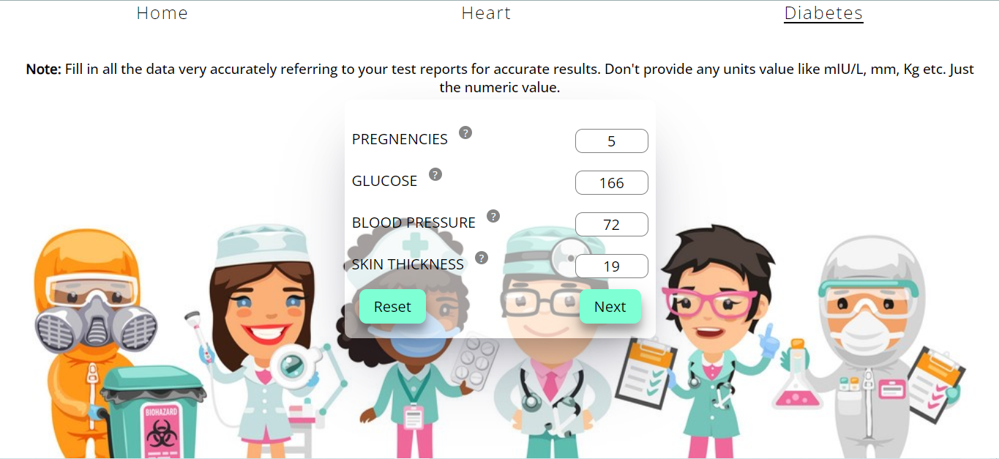 Home Heart Diabetes
Note: Fill in all the data very accurately referring to your test reports for accurate results. Don't provide any units value like mIU/L, mm, Kg etc. Just
the numeric value.
PREGNENCIES ? 5
GLUCOSE ? 166
BLOOD PRESSURE ? 72
SKIN THICKNESS ? 19
Reset Next
BIOHAZARD